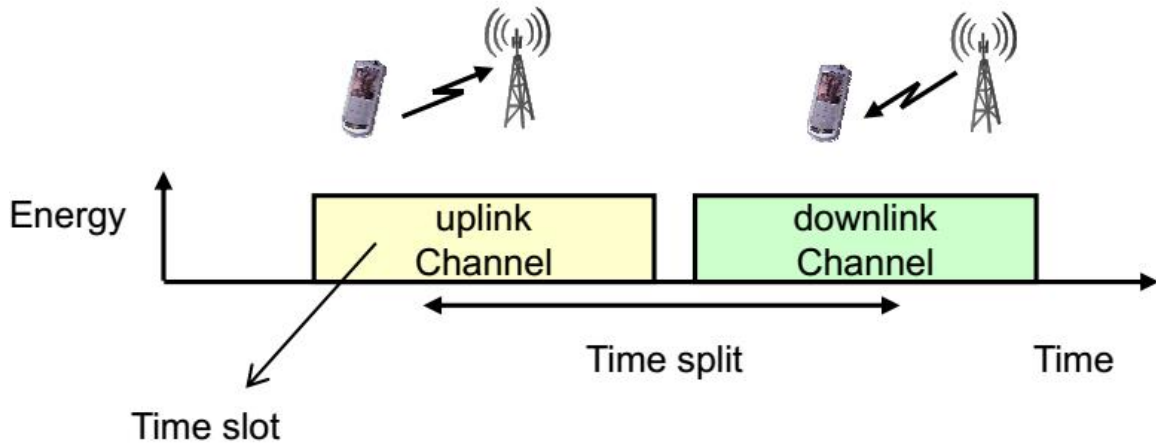 Energy
uplink
Channel
downlink
Channel
Time split
Time
Time slot